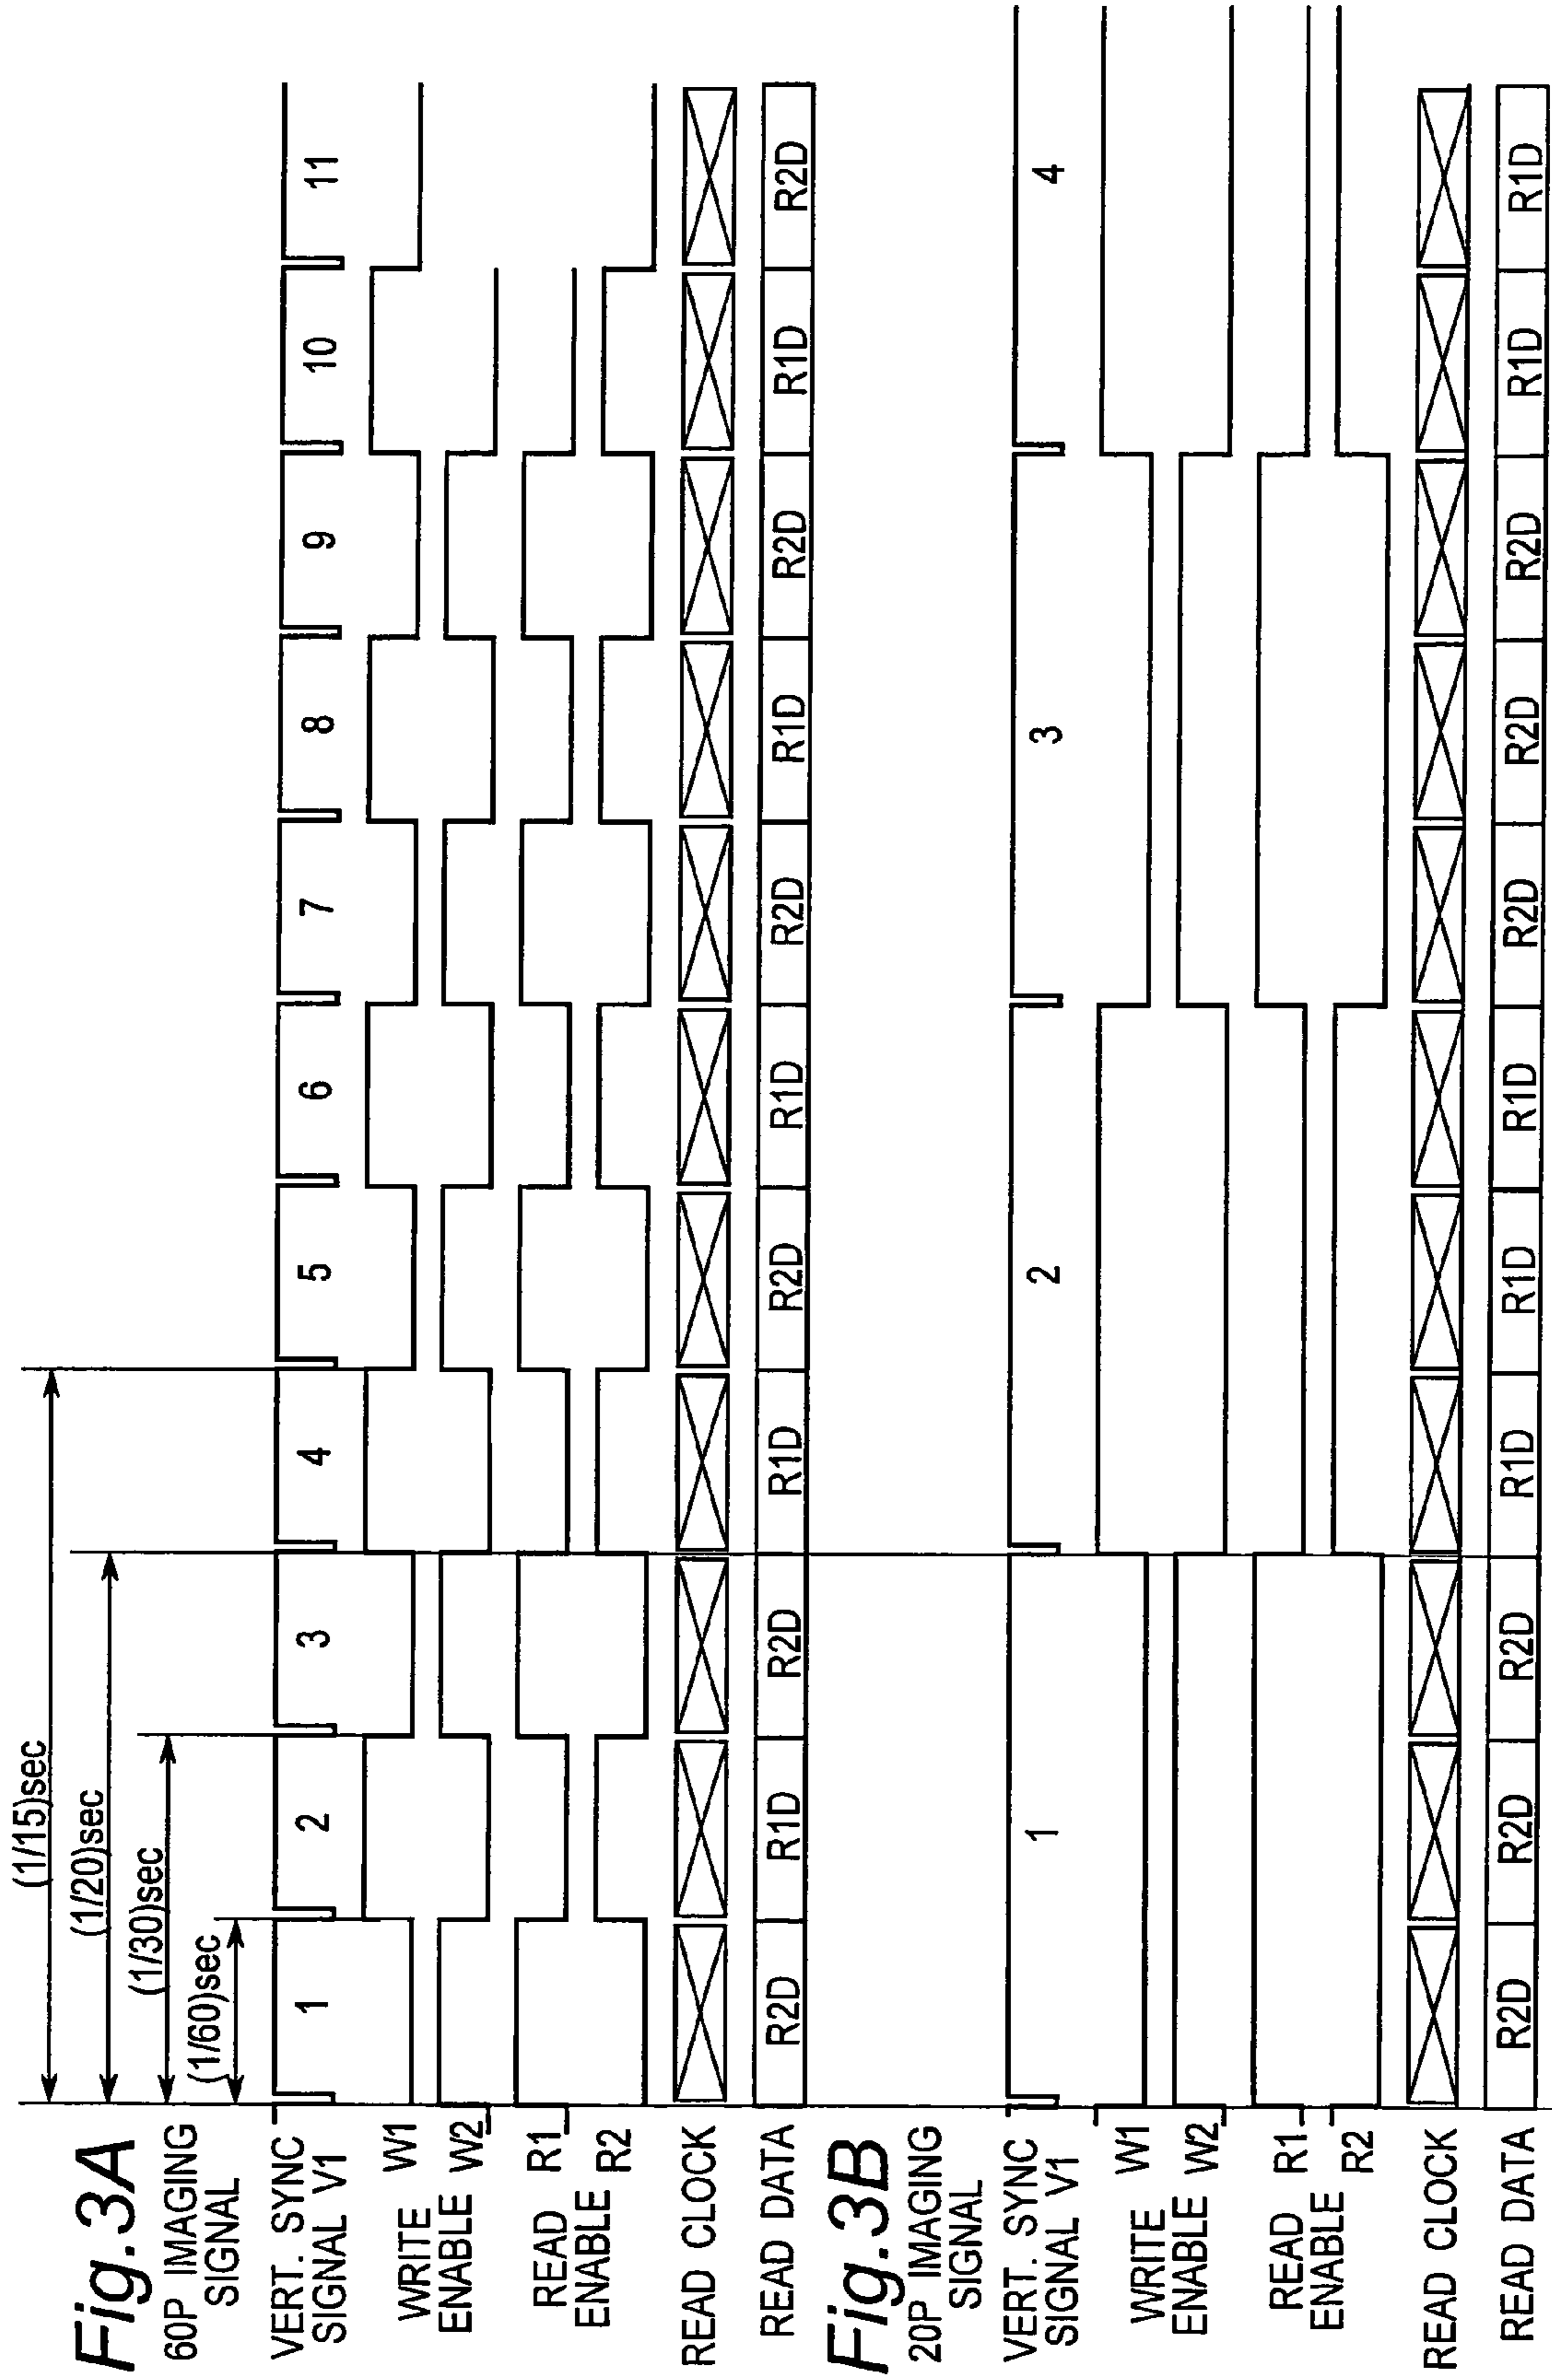 Fig.3A
60P IMAGING
SIGNAL
(1/15)sec
(1/20)sec
(1/30)sec
(1/60)sec
VERT. SYNC
SIGNAL V1
1 2 3 4 5 6 7 8 9 10 11
WRITE W1
ENABLE W2
READ R1
ENABLE R2
READ CLOCK
READ DATA R2D R1D R2D R1D R2D R1D R2D R1D R2D R1D R2D
Fig.3B
20P IMAGING
SIGNAL
VERT. SYNC
SIGNAL V1
1 2 3 4
WRITE W1
ENABLE W2
READ R1
ENABLE R2
READ CLOCK
READ DATA R2D R2D R2D R1D R1D R1D R2D R2D R2D R1D R1D